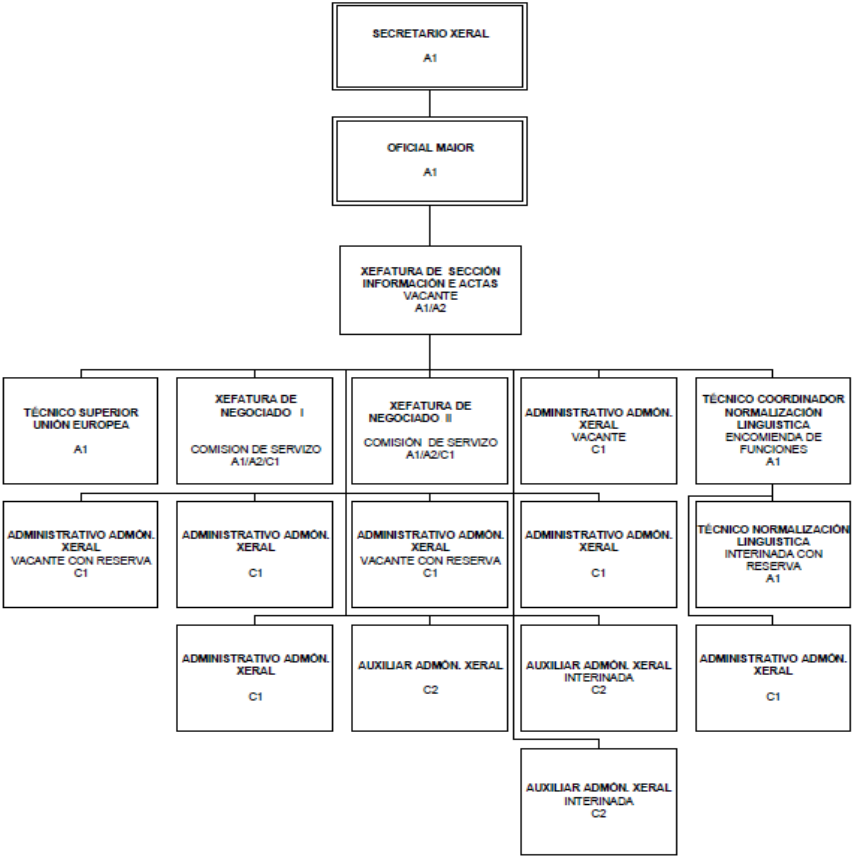 SECRETARIO XERAL
A1
OFICIAL MAIOR
A1
XEFATURA DE SECCIÓN
INFORMACIÓN E ACTAS
VACANTE
A1/A2
TÉCNICO SUPERIOR
UNIÓN EUROPEA
A1
XEFATURA DE
NEGOCIADO I
COMISION DE SERVIZO
A1/A2/C1
XEFATURA DE
NEGOCIADO II
COMISIÓN DE SERVIZO
A1/A2/C1
ADMINISTRATIVO ADMÓN.
XERAL
VACANTE
C1
TÉCNICO COORDINADOR
NORMALIZACIÓN
LINGUISTICA
ENCOMIENDA DE
FUNCIONES
A1
ADMINISTRATIVO ADMÓN.
XERAL
VACANTE CON RESERVA
C1
ADMINISTRATIVO ADMÓN.
XERAL
C1
ADMINISTRATIVO ADMÓN.
XERAL
VACANTE CON RESERVA
C1
ADMINISTRATIVO ADMÓN.
XERAL
C1
TÉCNICO NORMALIZACIÓN
LINGUISTICA
INTERINADA CON
RESERVA
A1
ADMINISTRATIVO ADMÓN.
XERAL
C1
AUXILIAR ADMÓN. XERAL
C2
AUXILIAR ADMÓN. XERAL
INTERINADA
C2
ADMINISTRATIVO ADMÓN.
XERAL
C1
AUXILIAR ADMÓN. XERAL
INTERINADA
C2